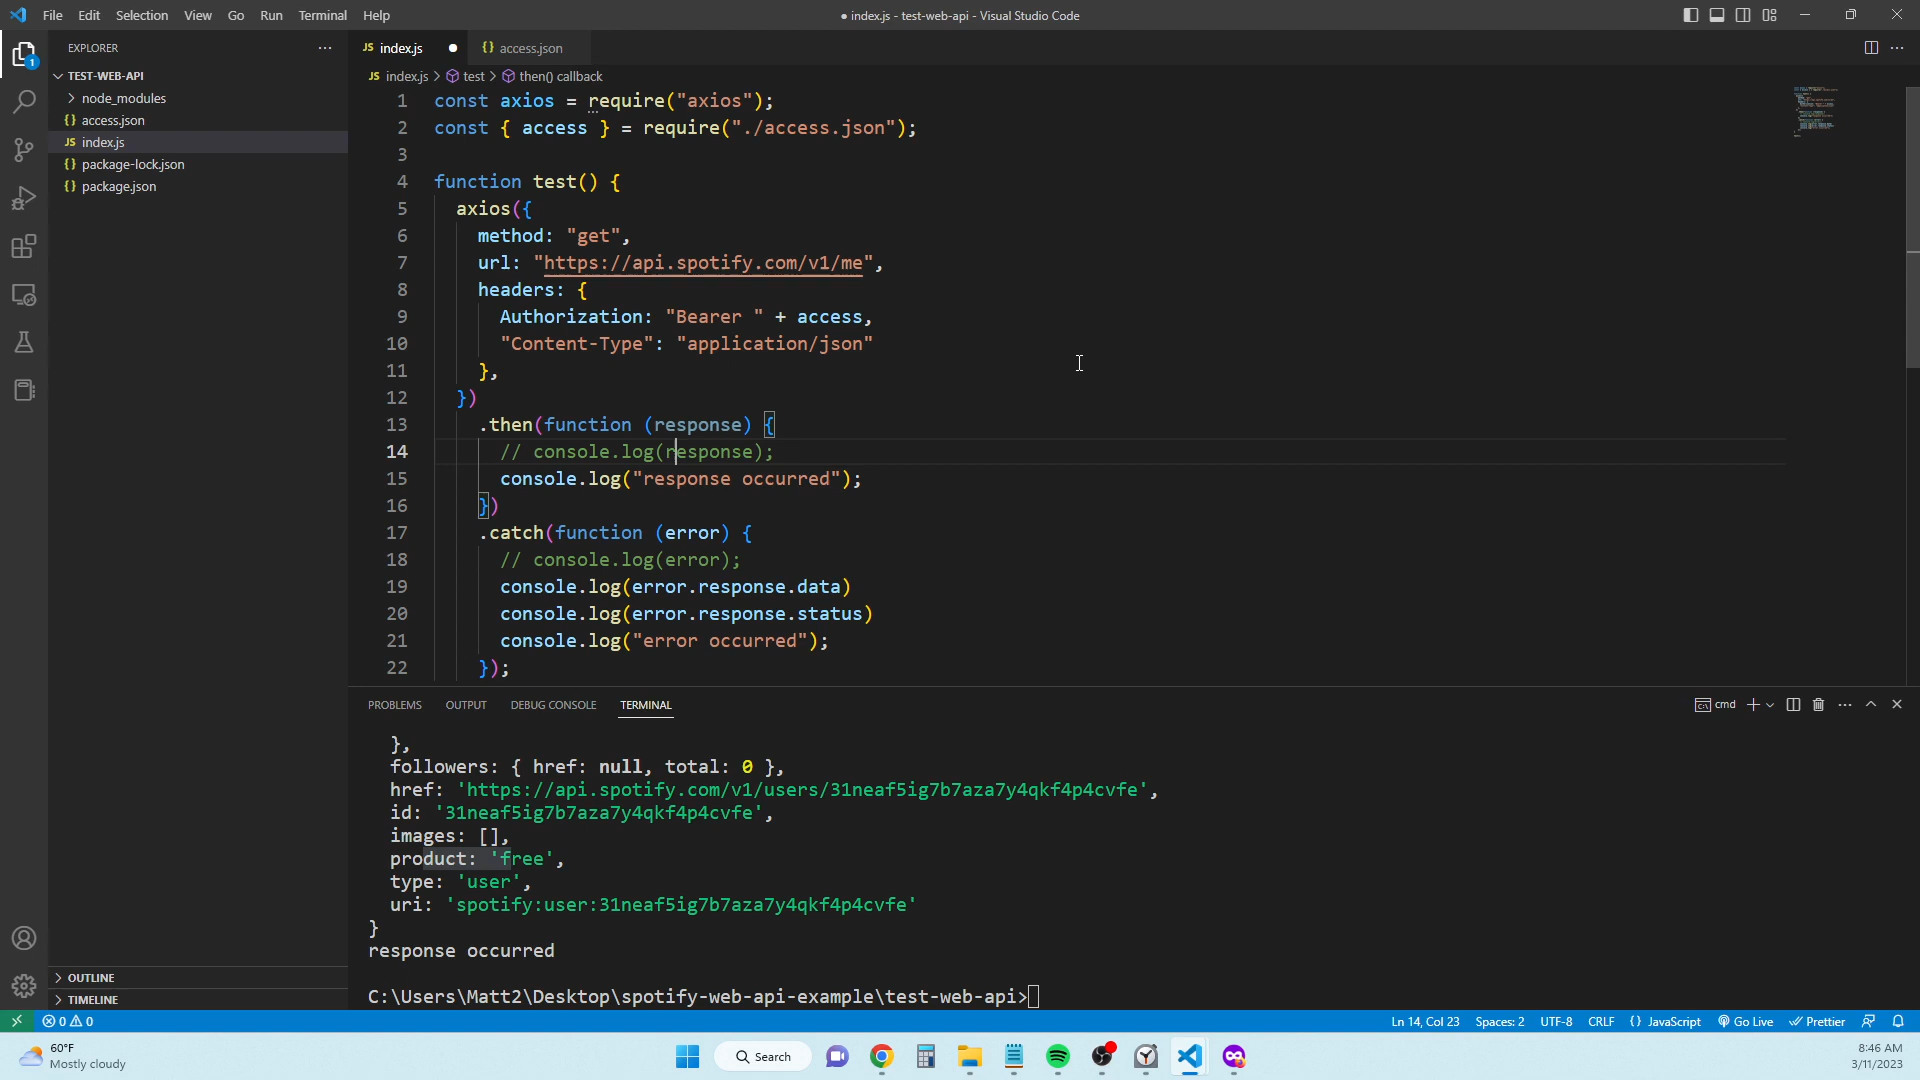 File Edit Selection View Go Run Terminal Help
● index.js - test-web-api - Visual Studio Code
EXPLORER
TEST-WEB-API
node_modules
{} access.json
JS index.js
{} package-lock.json
{} package.json
OUTLINE
TIMELINE
1
JS index.js ● {} access.json
JS index.js > test > then() callback
1 const axios = require("axios");
2 const { access } = require("./access.json");
3
4 function test() {
5 axios({
6 method: "get",
7 url: "https://api.spotify.com/v1/me",
8 headers: {
9 Authorization: "Bearer " + access,
10 "Content-Type": "application/json"
11 },
12 })
13 .then(function (response) {
14 // console.log(response);
15 console.log("response occurred");
16 })
17 .catch(function (error) {
18 // console.log(error);
19 console.log(error.response.data)
20 console.log(error.response.status)
21 console.log("error occurred");
22 });
PROBLEMS OUTPUT DEBUG CONSOLE TERMINAL
cmd
},
followers: { href: null, total: 0 },
href: 'https://api.spotify.com/v1/users/31neaf5ig7b7aza7y4qkf4p4cvfe',
id: '31neaf5ig7b7aza7y4qkf4p4cvfe',
images: [],
product: 'free',
type: 'user',
uri: 'spotify:user:31neaf5ig7b7aza7y4qkf4p4cvfe'
}
response occurred
C:\Users\Matt2\Desktop\spotify-web-api-example\test-web-api>
0 0
Ln 14, Col 23 Spaces: 2 UTF-8 CRLF {} JavaScript Go Live Prettier
60°F
Mostly cloudy
Search
8:46 AM
3/11/2023